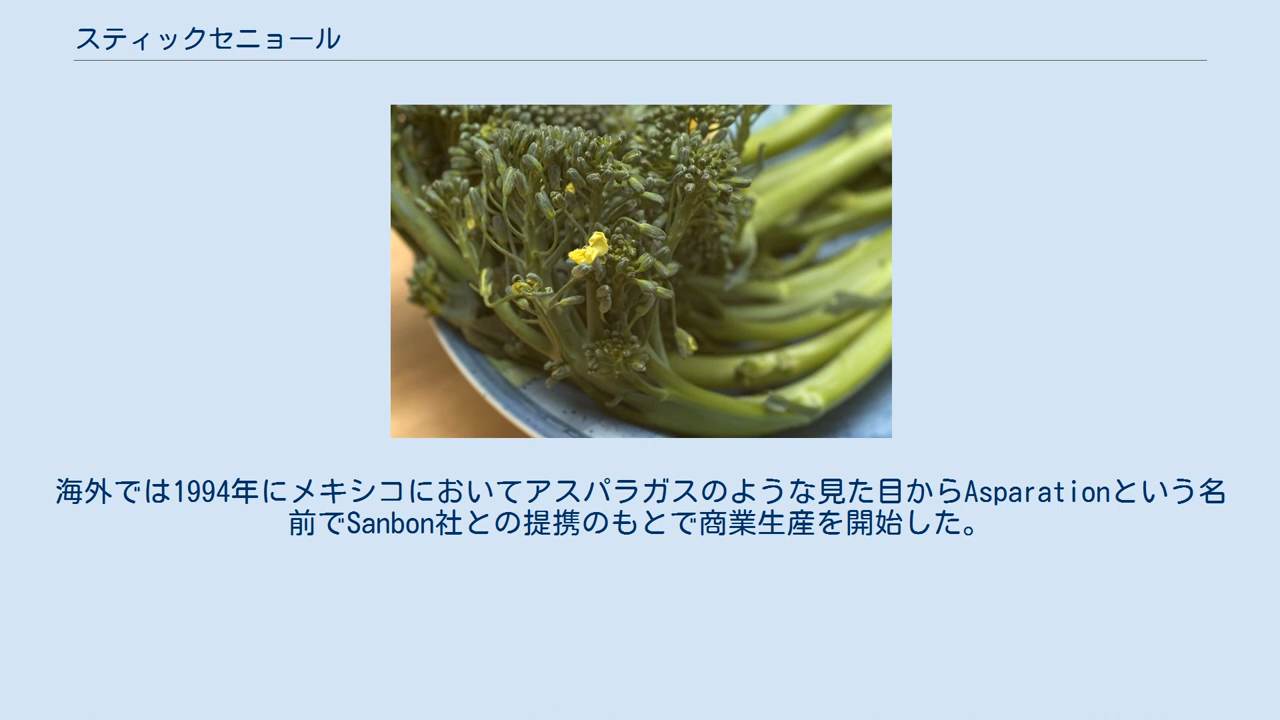 スティックセニョール
海外では1994年にメキシコにおいてアスパラガスのような見た目からAsparationという名
前でSanbon社との提携のもとで商業生産を開始した。